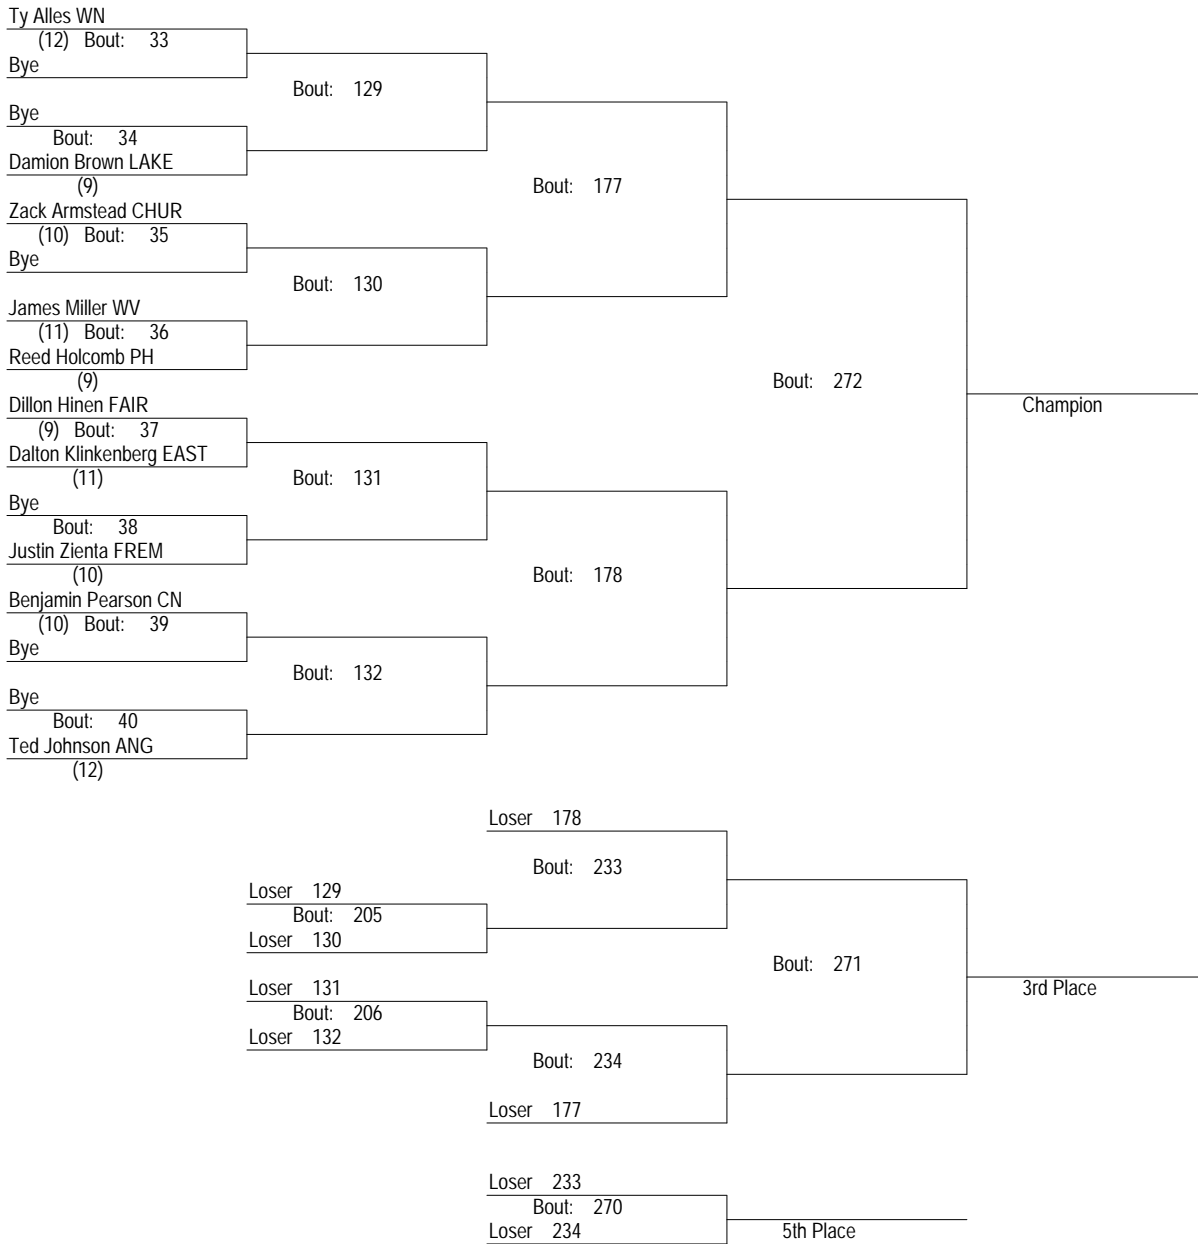 Ty Alles WN
(12) Bout: 33
Bye
Bout: 129
Bye
Bout: 34
Damion Brown LAKE
(9)
Bout: 177
Zack Armstead CHUR
(10) Bout: 35
Bye
Bout: 130
James Miller WV
(11) Bout: 36
Reed Holcomb PH
(9)
Bout: 272
Dillon Hinen FAIR
Champion
(9) Bout: 37
Dalton Klinkenberg EAST
(11)
Bout: 131
Bye
Bout: 38
Justin Zienta FREM
(10)
Bout: 178
Benjamin Pearson CN
(10) Bout: 39
Bye
Bout: 132
Bye
Bout: 40
Ted Johnson ANG
(12)
Loser 178
Bout: 233
Loser 129
Bout: 205
Loser 130
Bout: 271
Loser 131
3rd Place
Bout: 206
Loser 132
Bout: 234
Loser 177
Loser 233
Bout: 270
Loser 234
5th Place